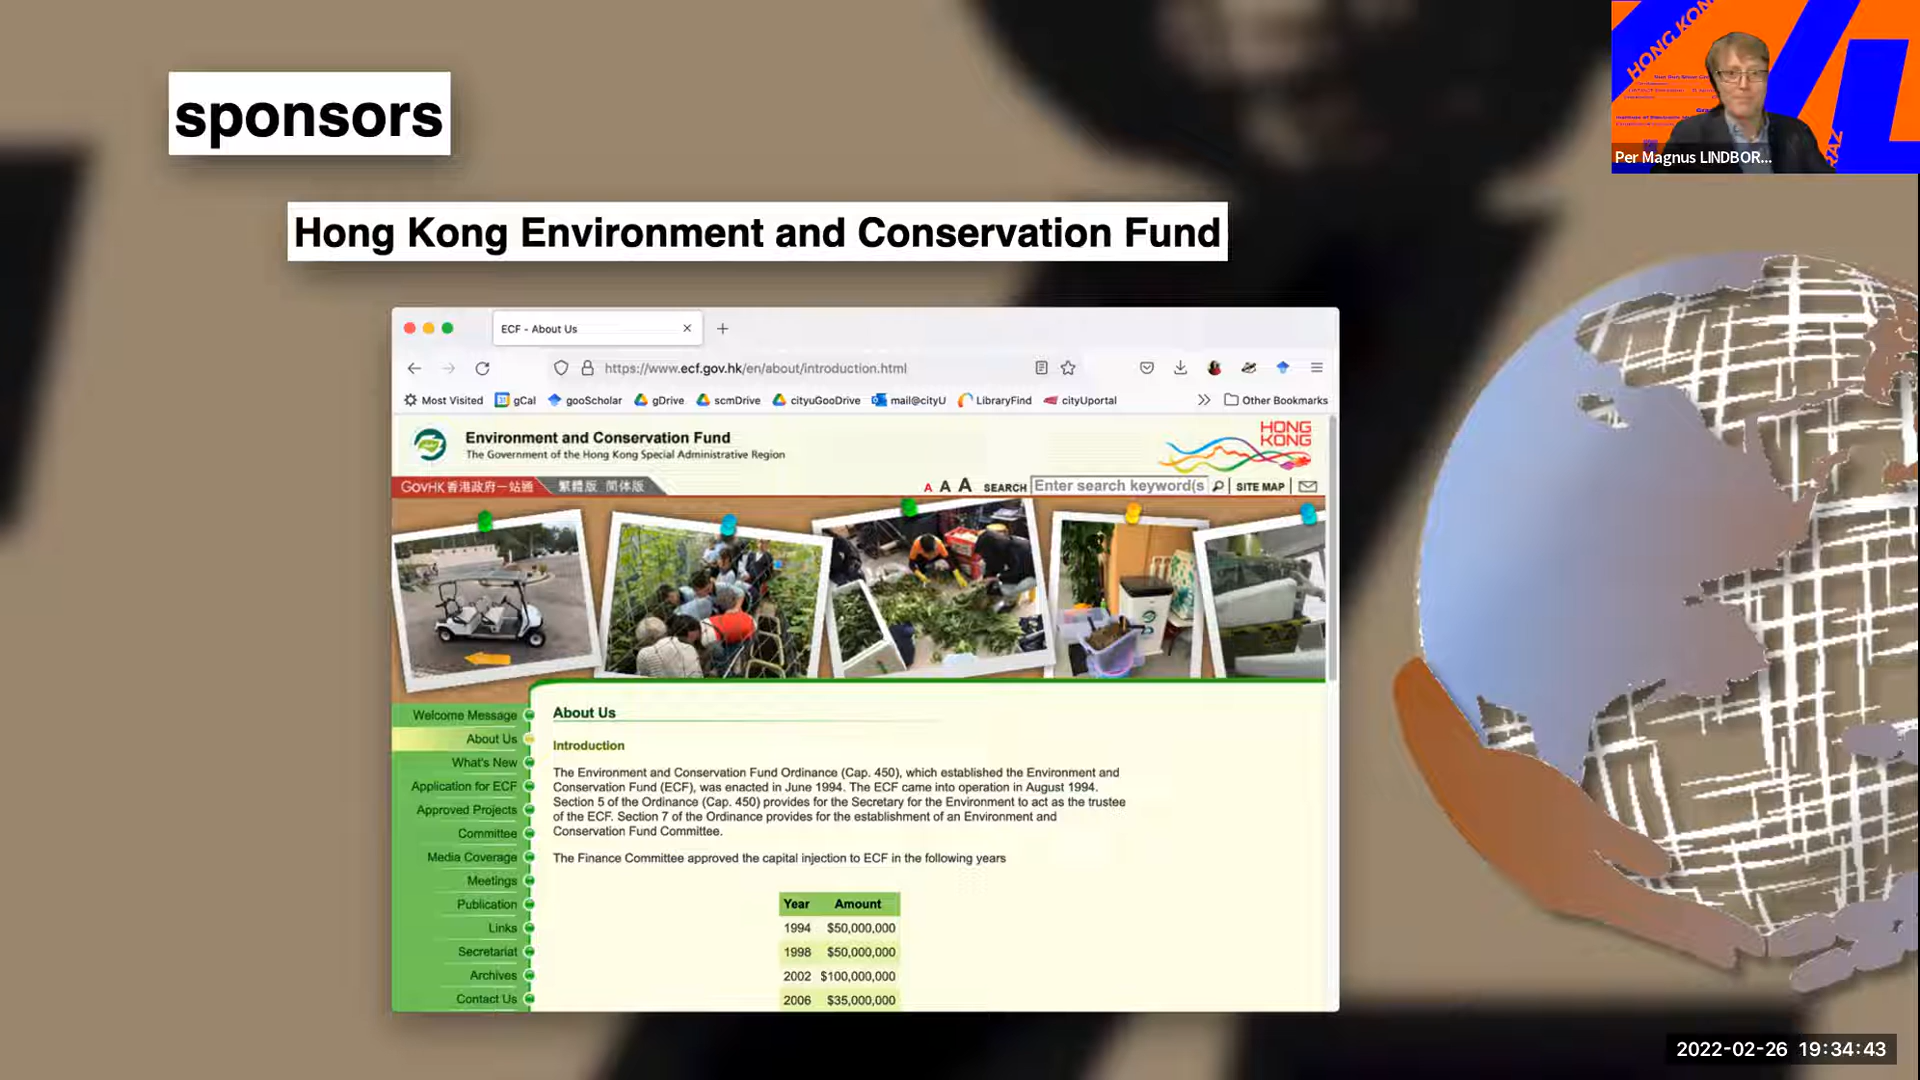 sponsors
HONG KON
Per Magnus LINDBOR...
Hong Kong Environment and Conservation Fund
ECF - About Us
https://www.ecf.gov.hk/en/about/introduction.html
Most Visited gCal gooScholar gDrive scmDrive cityuGooDrive mail@cityU LibraryFind cityUportal Other Bookmarks
Environment and Conservation Fund
The Government of the Hong Kong Special Administrative Region
HONG
KONG
GOVHK香港政府一站通 繁體版 简体版 A A A SEARCH Enter search keyword(s SITE MAP
Welcome Message
About Us
What's New
Application for ECF
Approved Projects
Committee
Media Coverage
Meetings
Publication
Links
Secretariat
Archives
Contact Us
About Us
Introduction
The Environment and Conservation Fund Ordinance (Cap. 450), which established the Environment and
Conservation Fund (ECF), was enacted in June 1994. The ECF came into operation in August 1994.
Section 5 of the Ordinance (Cap. 450) provides for the Secretary for the Environment to act as the trustee
of the ECF. Section 7 of the Ordinance provides for the establishment of an Environment and
Conservation Fund Committee.
The Finance Committee approved the capital injection to ECF in the following years
Year Amount
1994 $50,000,000
1998 $50,000,000
2002 $100,000,000
2006 $35,000,000
2022-02-26 19:34:43